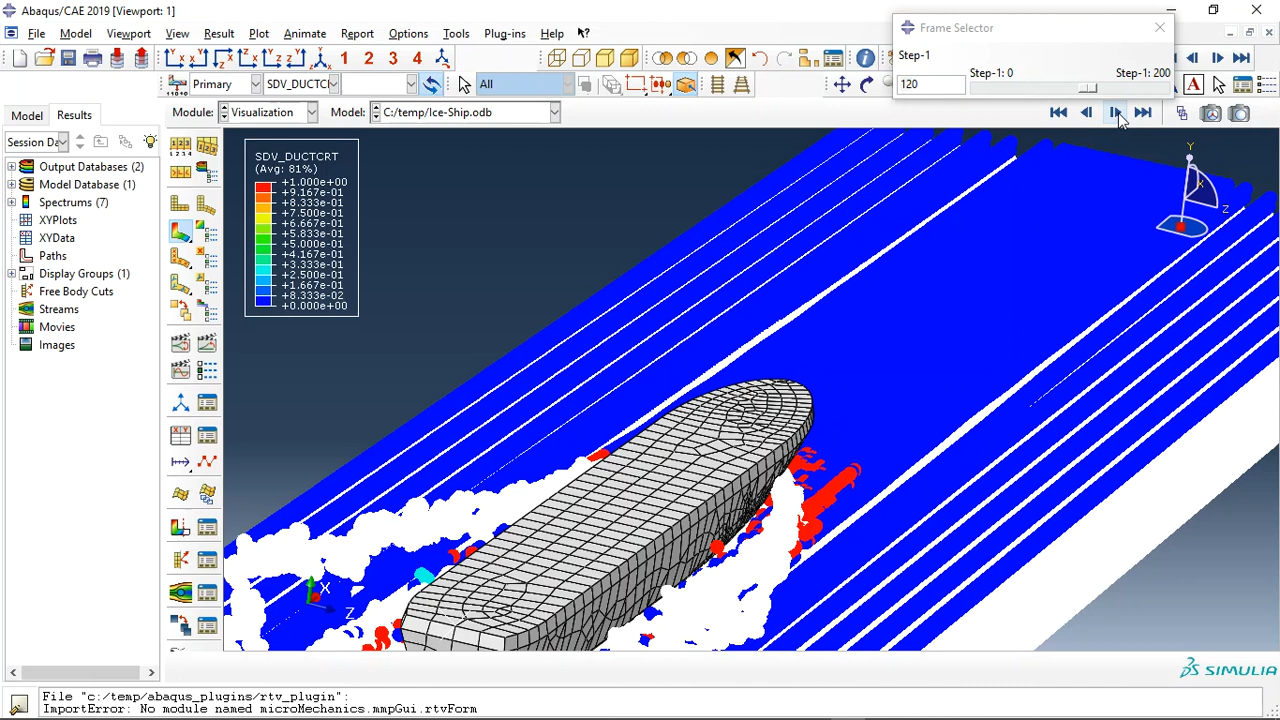 Abaqus/CAE 2019 [Viewport: 1]
File Model Viewport View Result Plot Animate Report Options Tools Plug-ins Help
Frame Selector
Step-1
Step-1: 0 Step-1: 200
120
1 2 3 4
Primary SDV_DUCTCR All
Model Results
Module: Visualization Model: C:/temp/Ice-Ship.odb
Session Da
Output Databases (2)
Model Database (1)
Spectrums (7)
XYPlots
XYData
Paths
Display Groups (1)
Free Body Cuts
Streams
Movies
Images
SDV_DUCTCRT
(Avg: 81%)
+1.000e+00
+9.167e-01
+8.333e-01
+7.500e-01
+6.667e-01
+5.833e-01
+5.000e-01
+4.167e-01
+3.333e-01
+2.500e-01
+1.667e-01
+8.333e-02
+0.000e+00
Y
X
Z
X
Z
SIMULIA
File "c:/temp/abaqus_plugins/rtv_plugin":
ImportError: No module named microMechanics.mmpGui.rtvForm